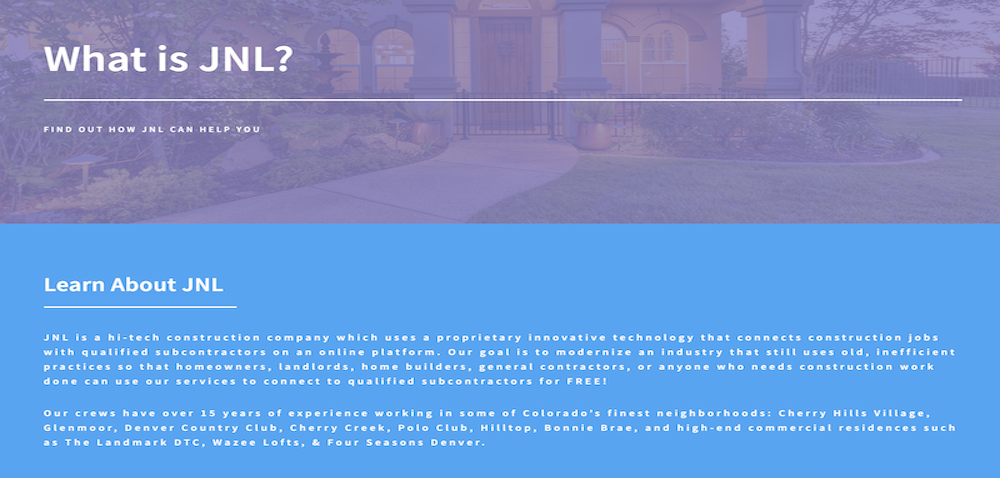 What is JNL?
FIND OUT HOW JNL CAN HELP YOU
Learn About JNL
JNL is a hi-tech construction company which uses a proprietary innovative technology that connects construction jobs
with qualified subcontractors on an online platform. Our goal is to modernize an industry that still uses old, inefficient
practices so that homeowners, landlords, home builders, general contractors, or anyone who needs construction work
done can use our services to connect to qualified subcontractors for FREE!
Our crews have over 15 years of experience working in some of Colorado's finest neighborhoods: Cherry Hills Village,
Glenmoor, Denver Country Club, Cherry Creek, Polo Club, Hilltop, Bonnie Brae, and high-end commercial residences such
as The Landmark DTC, Wazee Lofts, & Four Seasons Denver.